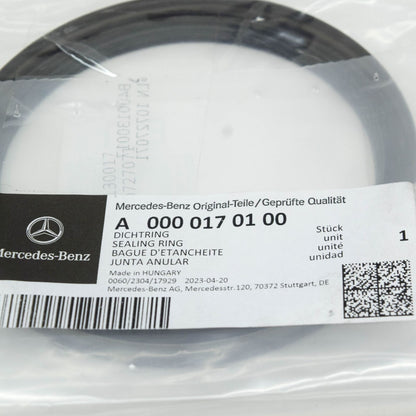 SLN 10727071
Mercedes-Benz Original-Teile/Geprüfte Qualität
A 000 017 01 00
DICHTRING
SEALING RING
BAGUE D'ETANCHEITE
JUNTA ANULAR
Stück
unit
unité
unidad
1
Made in HUNGARY
0060/2304/17929 2023-04-20
Mercedes-Benz AG, Mercedesstr.120, 70372 Stuttgart, DE
Mercedes-Benz